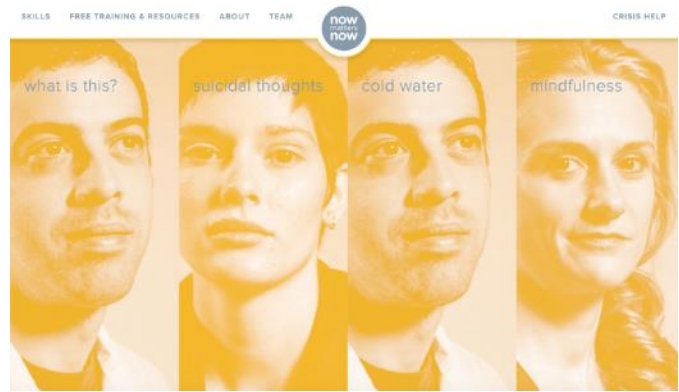 SKILLS FREE TRAINING & RESOURCES ABOUT TEAM
now
matters
now
CRISIS HELP
what is this?
suicidal thoughts
cold water
mindfulness